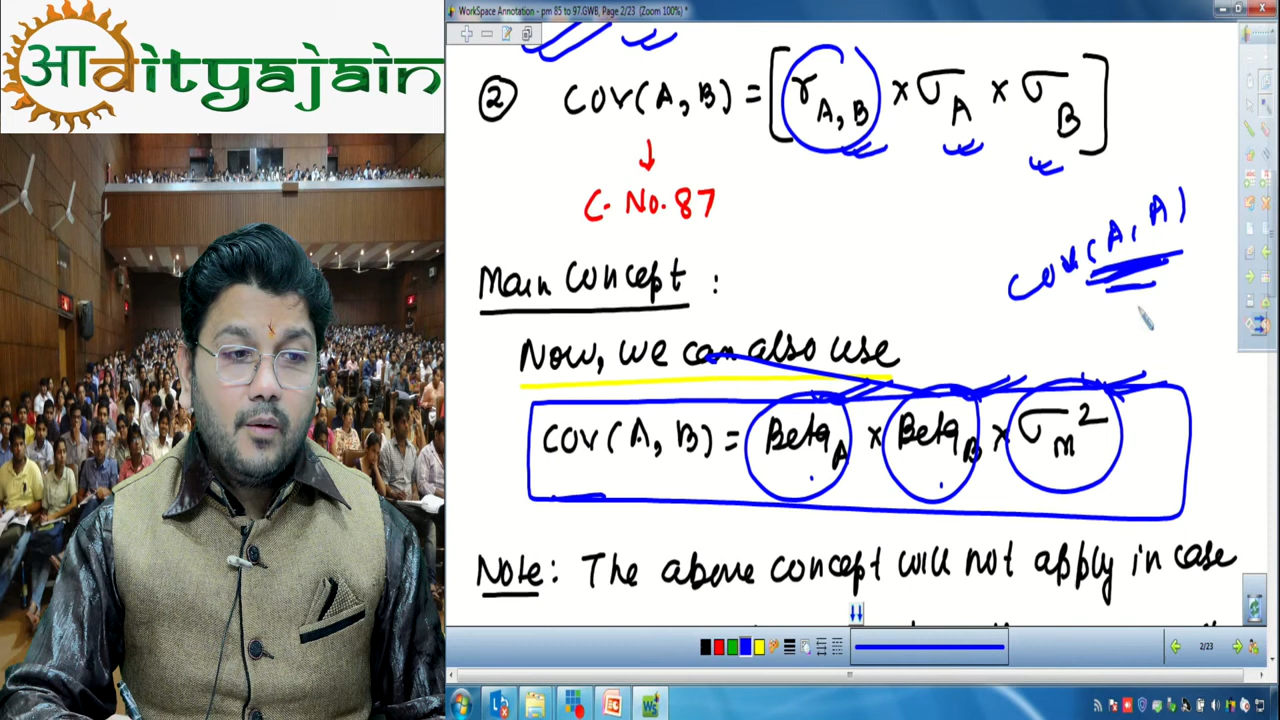 आdityajain
WorkSpace Annotation - pm 85 to 97.GWB, Page 2/23 (Zoom 100%) *
② COV(A, B) = [r A, B × σ A × σ B]
C. No. 87
cov(A, A)
Main Concept :
Now, we can also use
COV(A, B) = Beta A × Beta B × σ m ²
Note: The above concept will not apply in case
2/23